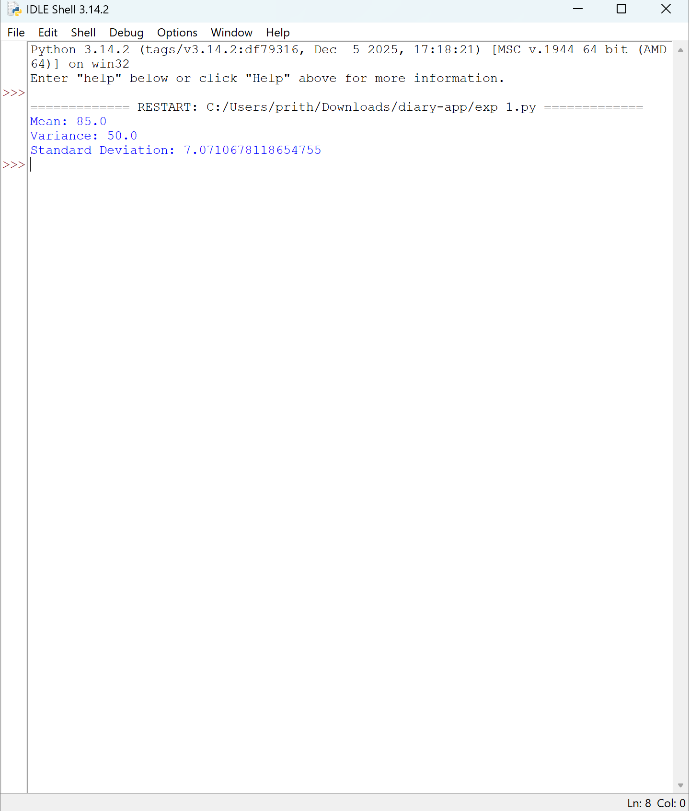 IDLE Shell 3.14.2
File Edit Shell Debug Options Window Help
Python 3.14.2 (tags/v3.14.2:df79316, Dec  5 2025, 17:18:21) [MSC v.1944 64 bit (AMD
64)] on win32
Enter "help" below or click "Help" above for more information.
>>>
============= RESTART: C:/Users/prith/Downloads/diary-app/exp 1.py =============
Mean: 85.0
Variance: 50.0
Standard Deviation: 7.0710678118654755
>>>
Ln: 8 Col: 0